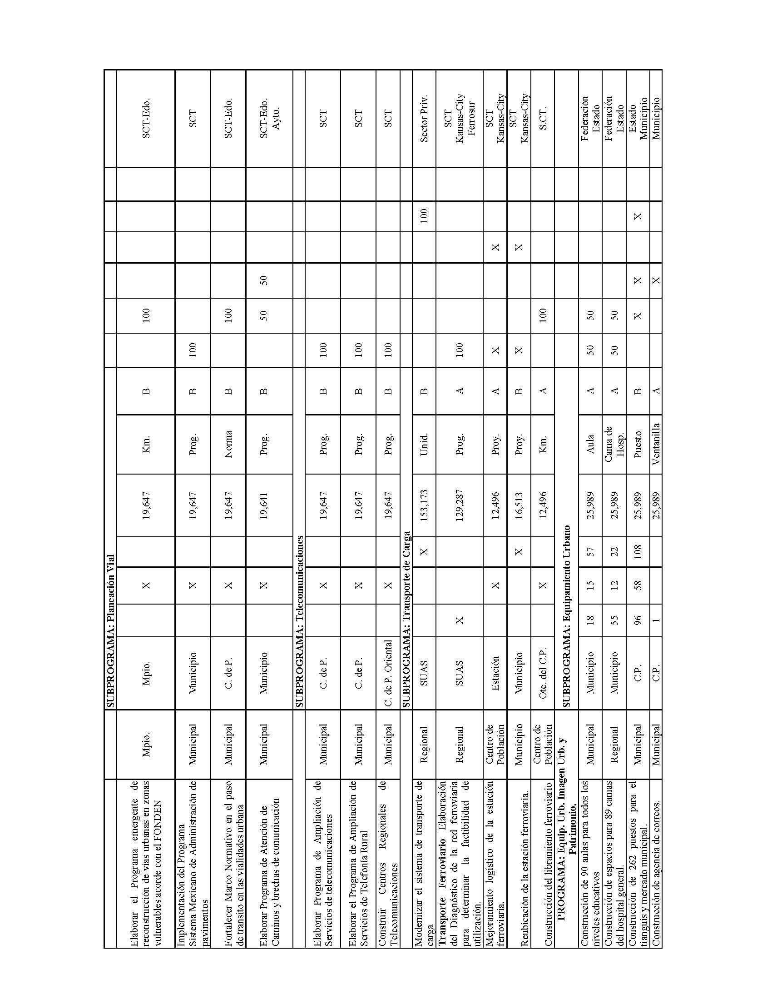 SUBPROGRAMA: Planeación Vial
Elaborar el Programa emergente de
reconstrucción de vías urbanas en zonas
vulnerables acorde con el FONDEN
Mpio.
Mpio.
X
19,647
Km.
B
100
SCT-Edo.
Implementación del Programa
Sistema Mexicano de Administración de
pavimentos
Municipal
Municipio
X
19,647
Prog.
B
100
SCT
Fortalecer Marco Normativo en el paso
de transito en las vialidades urbana
Municipal
C. de P.
X
19,647
Norma
B
100
SCT-Edo.
Elaborar Programa de Atención de
Caminos y brechas de comunicación
Municipal
Municipio
X
19,641
Prog.
B
50
50
SCT-Edo.
Ayto.
SUBPROGRAMA: Telecomunicaciones
Elaborar Programa de Ampliación de
Servicios de telecomunicaciones
Municipal
C. de P.
X
19,647
Prog.
B
100
SCT
Elaborar el Programa de Ampliación de
Servicios de Telefonía Rural
Municipal
C. de P.
X
19,647
Prog.
B
100
SCT
Construir Centros Regionales de
Telecomunicaciones
Municipal
C. de P. Oriental
X
19,647
Prog.
B
100
SCT
SUBPROGRAMA: Transporte de Carga
Modernizar el sistema de transporte de
carga
Regional
SUAS
X
153,173
Unid.
B
100
Sector Priv.
Transporte Ferroviario Elaboración
del Diagnóstico de la red ferroviaria
para determinar la factibilidad de
utilización.
Regional
SUAS
X
129,287
Prog.
A
100
SCT
Kansas-City
Ferrosur
Mejoramiento logístico de la estación
ferroviaria.
Centro de
Población
Estación
X
12,496
Proy.
A
X
X
SCT
Kansas-City
Reubicación de la estación ferroviaria.
Municipio
Municipio
X
16,513
Proy.
B
X
X
SCT
Kansas-City
Construcción del libramiento ferroviario
Centro de
Población
Ote. del C.P.
X
12,496
Km.
A
100
S.CT.
PROGRAMA: Equip. Urb. Imagen Urb. y
Patrimonio.
SUBPROGRAMA: Equipamiento Urbano
Construcción de 90 aulas para todos los
niveles educativos
Municipal
Municipio
18
15
57
25,989
Aula
A
50
50
Federación
Estado
Construcción de espacios para 89 camas
del hospital general.
Regional
Municipio
55
12
22
25,989
Cama de
Hosp.
A
50
50
Federación
Estado
Construcción de 262 puestos para el
tianguis y mercado municipal.
Municipal
C.P.
96
58
108
25,989
Puesto
B
X
X
X
Estado
Municipio
Construcción de agencia de correos.
Municipal
C.P.
1
25,989
Ventanilla
A
X
Municipio